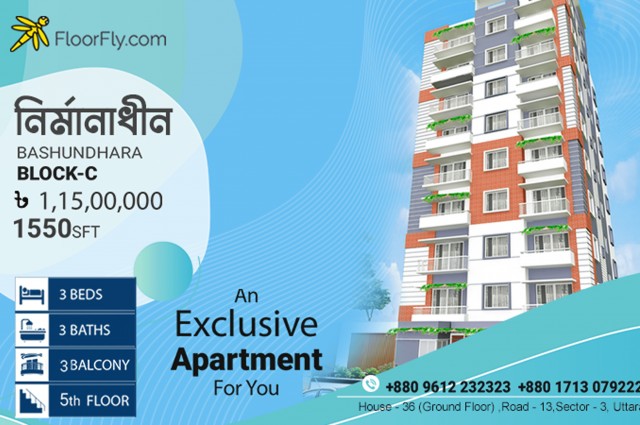 FloorFly.com
নির্মানাধীন
BASHUNDHARA
BLOCK-C
৳ 1,15,00,000
1550SFT
3 BEDS
3 BATHS
3 BALCONY
5th FLOOR
An
Exclusive
Apartment
For You
+880 9612 232323 +880 1713 079222
House - 36 (Ground Floor) ,Road - 13,Sector - 3, Uttara